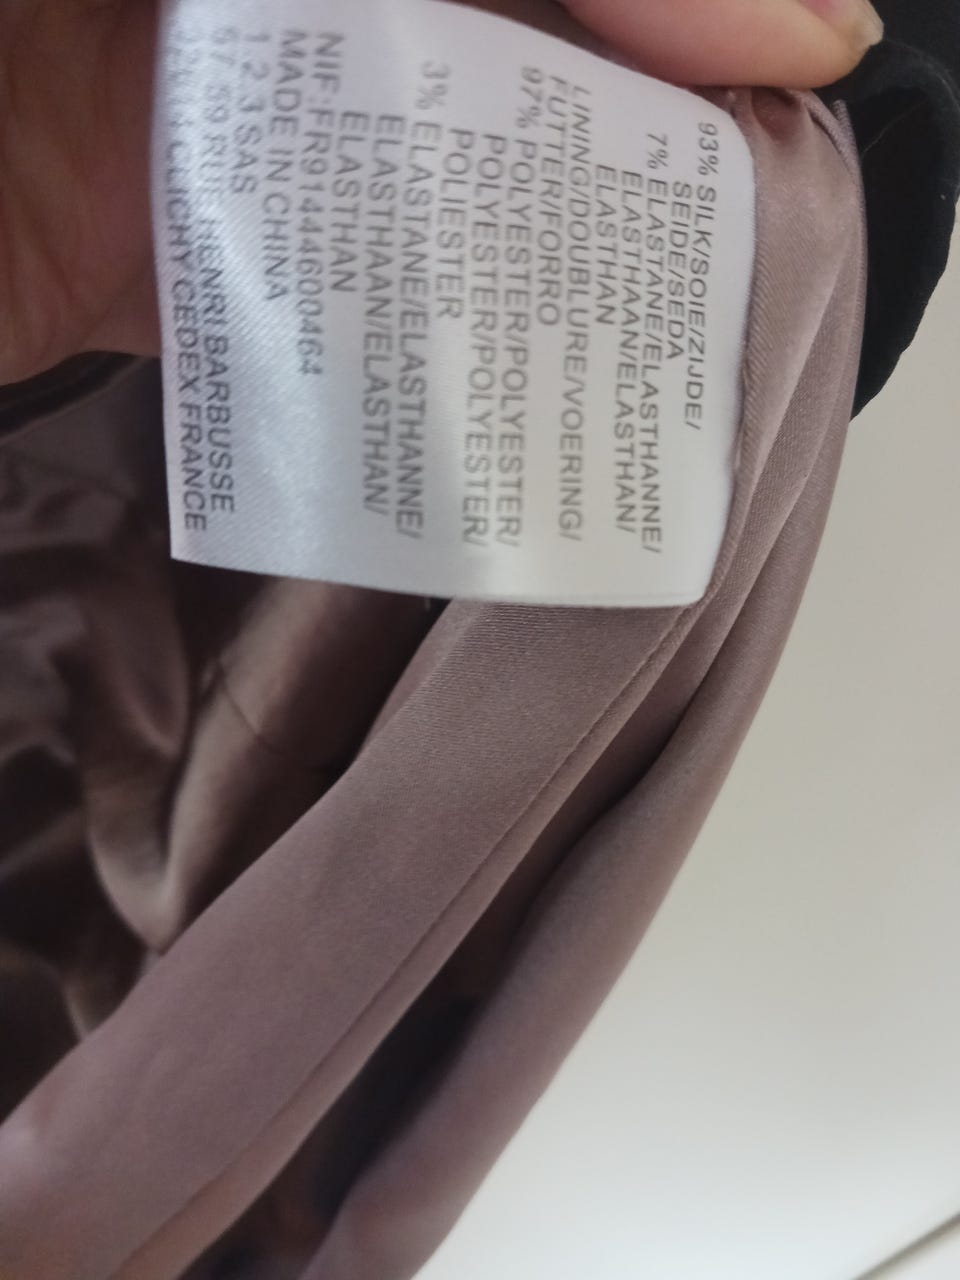 93% SILK/SOIE/ZIJDE/
SEIDE/SEDA
7% ELASTANE/ELASTHANNE/
ELASTHAAN/ELASTHAN/
ELASTHAN
LINING/DOUBLURE/VOERING/
FUTTER/FORRO
97% POLYESTER/POLYESTER/
POLYESTER/POLYESTER/
POLIESTER
3% ELASTANE/ELASTHANNE/
ELASTHAAN/ELASTHAN/
ELASTHAN
NIF:FR91444600464
MADE IN CHINA
1.2.3 SAS
57 59 RUE HENRI BARBUSSE
CLICHY CEDEX FRANCE